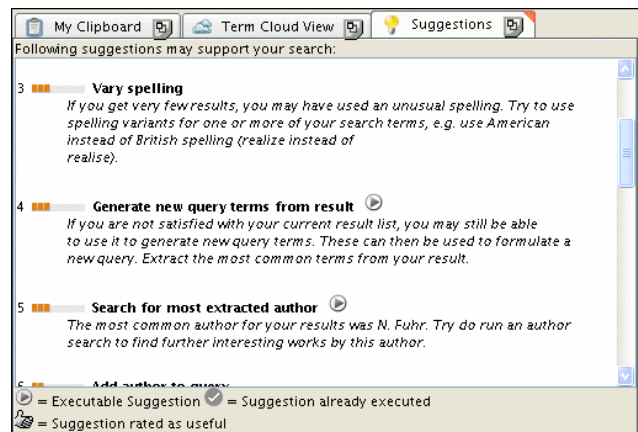 My Clipboard Term Cloud View Suggestions
Following suggestions may support your search:
3 Vary spelling
If you get very few results, you may have used an unusual spelling. Try to use
spelling variants for one or more of your search terms, e.g. use American
instead of British spelling (realize instead of
realise).
4 Generate new query terms from result
If you are not satisfied with your current result list, you may still be able
to use it to generate new query terms. These can then be used to formulate a
new query. Extract the most common terms from your result.
5 Search for most extracted author
The most common author for your results was N. Fuhr. Try do run an author
search to find further interesting works by this author.
6 Add author to query
= Executable Suggestion = Suggestion already executed
= Suggestion rated as useful